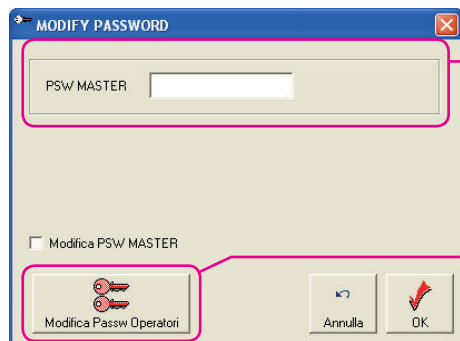 MODIFY PASSWORD
PSW MASTER
Modifica PSW MASTER
Modifica Passw Operatori
Annulla
OK